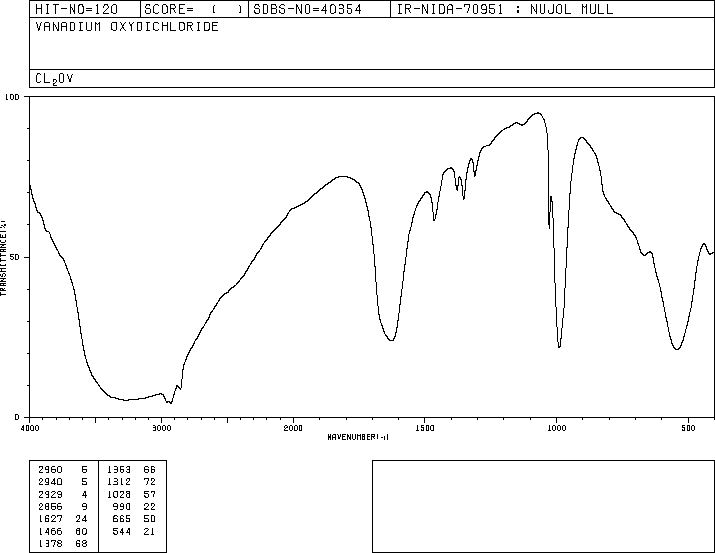 HIT-NO=120 SCORE= ( ) SDBS-NO=40354 IR-NIDA-70951 : NUJOL MULL
VANADIUM OXYDICHLORIDE
CL2OV
100
50
0
TRANSMITTANCE(%)
4000 3000 2000 1500 1000 500
WAVENUMBER(-1)
2960 6 1353 66
2940 5 1312 72
2929 4 1028 57
2866 9 990 22
1627 24 665 50
1466 60 544 21
1378 68